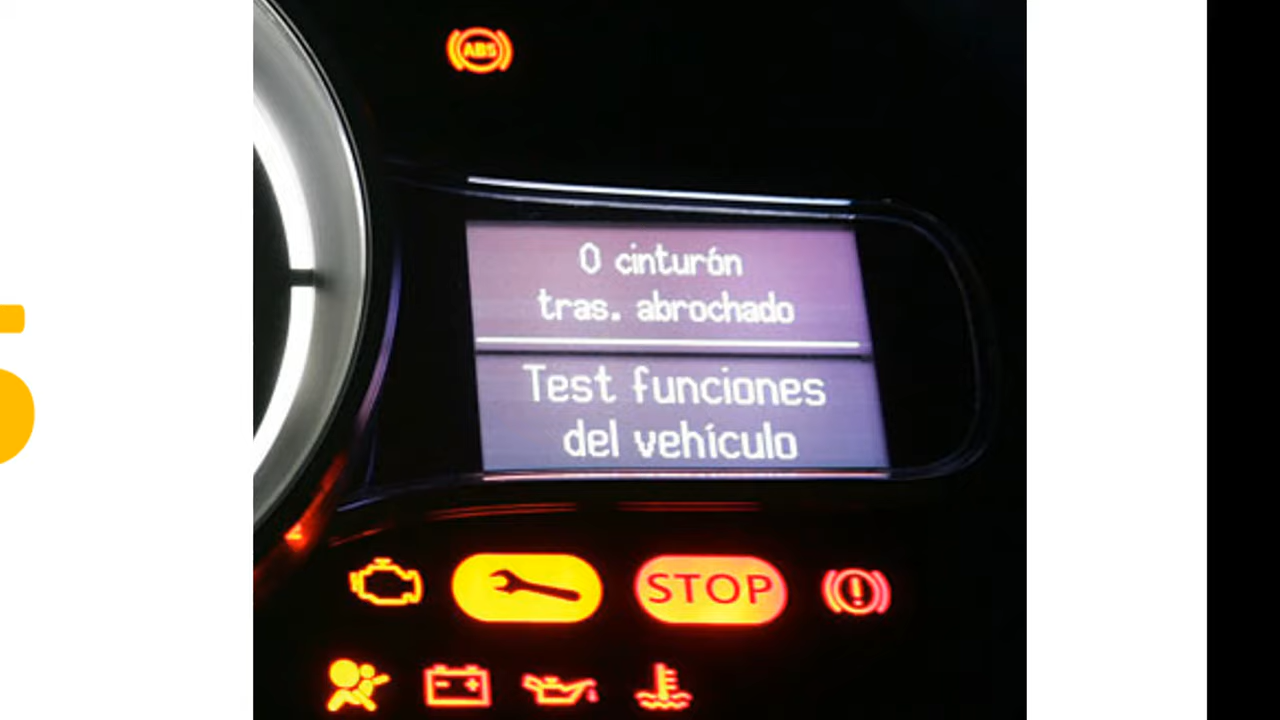 ABS
0 cinturón
tras. abrochado
Test funciones
del vehículo
STOP